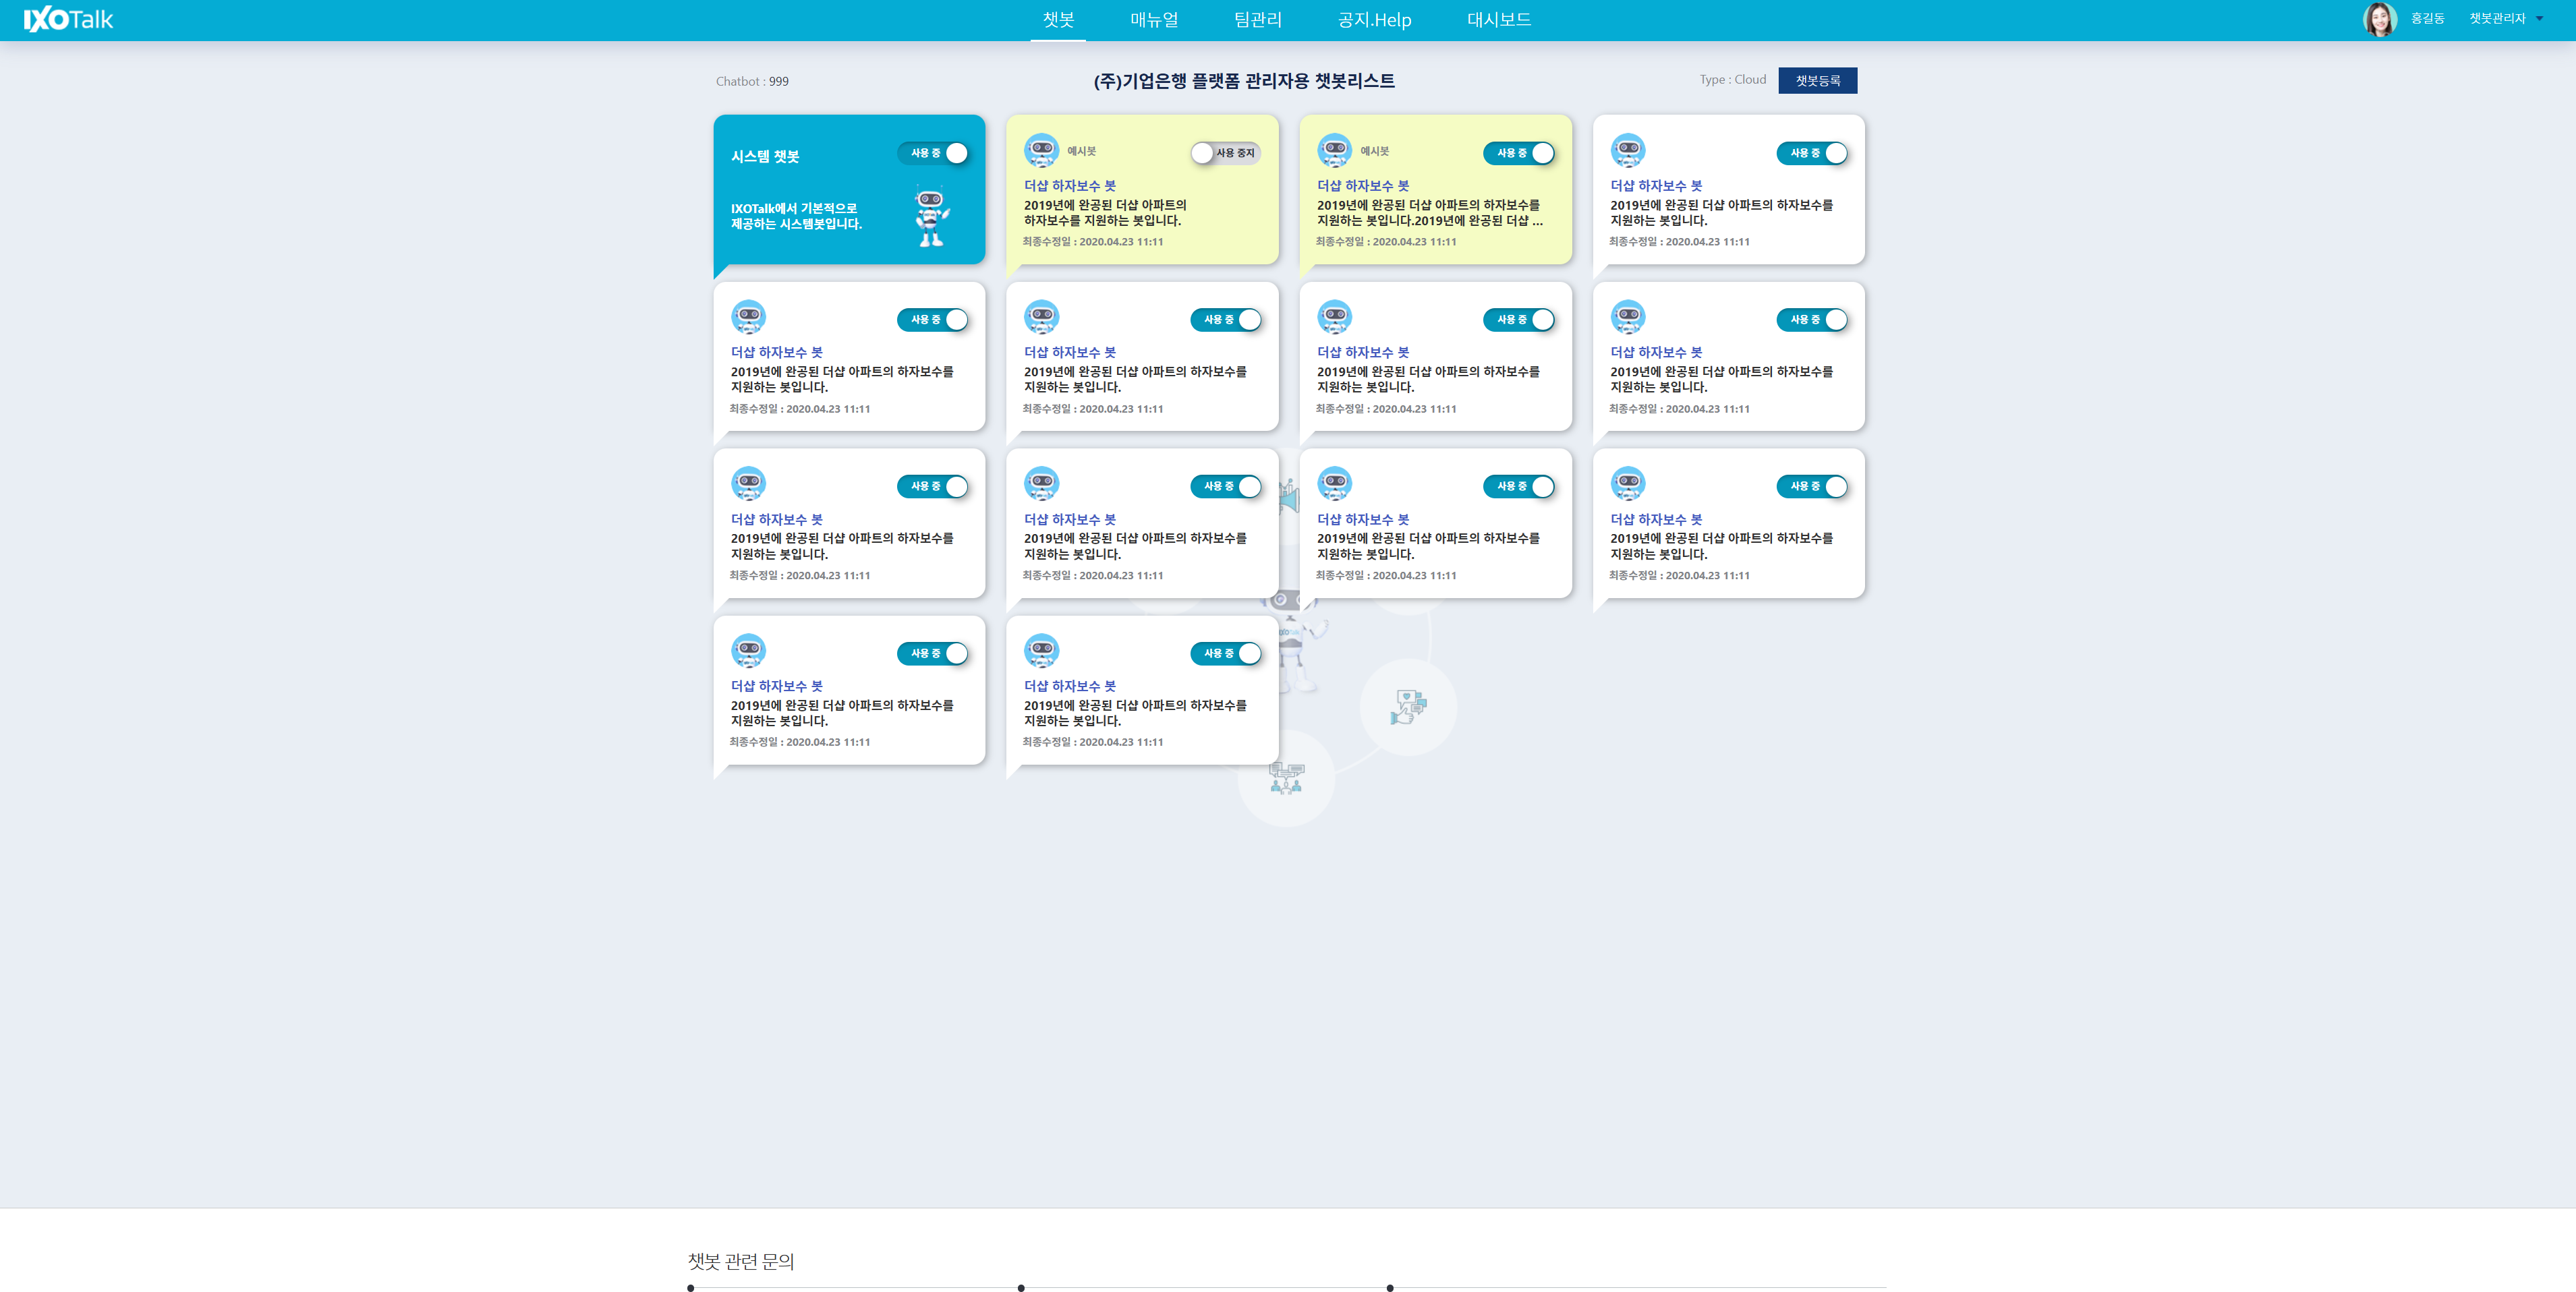 IXOTalk
챗봇 매뉴얼 팀관리 공지.Help 대시보드
홍길동 챗봇관리자
Chatbot : 999
(주)기업은행 플랫폼 관리자용 챗봇리스트
Type : Cloud 챗봇등록
시스템 챗봇 사용 중
IXOTalk에서 기본적으로
제공하는 시스템봇입니다.
예시봇 사용 중지
더샵 하자보수 봇
2019년에 완공된 더샵 아파트의
하자보수를 지원하는 봇입니다.
최종수정일 : 2020.04.23 11:11
예시봇 사용 중
더샵 하자보수 봇
2019년에 완공된 더샵 아파트의 하자보수를
지원하는 봇입니다.2019년에 완공된 더샵 ...
최종수정일 : 2020.04.23 11:11
사용 중
더샵 하자보수 봇
2019년에 완공된 더샵 아파트의 하자보수를
지원하는 봇입니다.
최종수정일 : 2020.04.23 11:11
사용 중
더샵 하자보수 봇
2019년에 완공된 더샵 아파트의 하자보수를
지원하는 봇입니다.
최종수정일 : 2020.04.23 11:11
사용 중
더샵 하자보수 봇
2019년에 완공된 더샵 아파트의 하자보수를
지원하는 봇입니다.
최종수정일 : 2020.04.23 11:11
사용 중
더샵 하자보수 봇
2019년에 완공된 더샵 아파트의 하자보수를
지원하는 봇입니다.
최종수정일 : 2020.04.23 11:11
사용 중
더샵 하자보수 봇
2019년에 완공된 더샵 아파트의 하자보수를
지원하는 봇입니다.
최종수정일 : 2020.04.23 11:11
사용 중
더샵 하자보수 봇
2019년에 완공된 더샵 아파트의 하자보수를
지원하는 봇입니다.
최종수정일 : 2020.04.23 11:11
사용 중
더샵 하자보수 봇
2019년에 완공된 더샵 아파트의 하자보수를
지원하는 봇입니다.
최종수정일 : 2020.04.23 11:11
사용 중
더샵 하자보수 봇
2019년에 완공된 더샵 아파트의 하자보수를
지원하는 봇입니다.
최종수정일 : 2020.04.23 11:11
사용 중
더샵 하자보수 봇
2019년에 완공된 더샵 아파트의 하자보수를
지원하는 봇입니다.
최종수정일 : 2020.04.23 11:11
사용 중
더샵 하자보수 봇
2019년에 완공된 더샵 아파트의 하자보수를
지원하는 봇입니다.
최종수정일 : 2020.04.23 11:11
사용 중
더샵 하자보수 봇
2019년에 완공된 더샵 아파트의 하자보수를
지원하는 봇입니다.
최종수정일 : 2020.04.23 11:11
챗봇 관련 문의